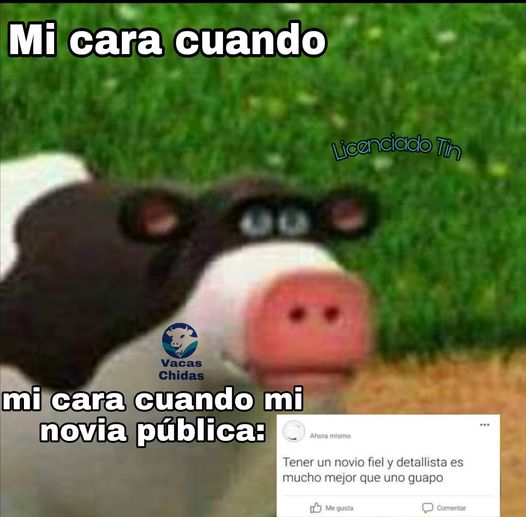 Mi cara cuando
Licenciado Tin
Vacas
Chidas
mi cara cuando mi
novia pública:
Ahora mismo
Tener un novio fiel y detallista es
mucho mejor que uno guapo
Me gusta
Comentar